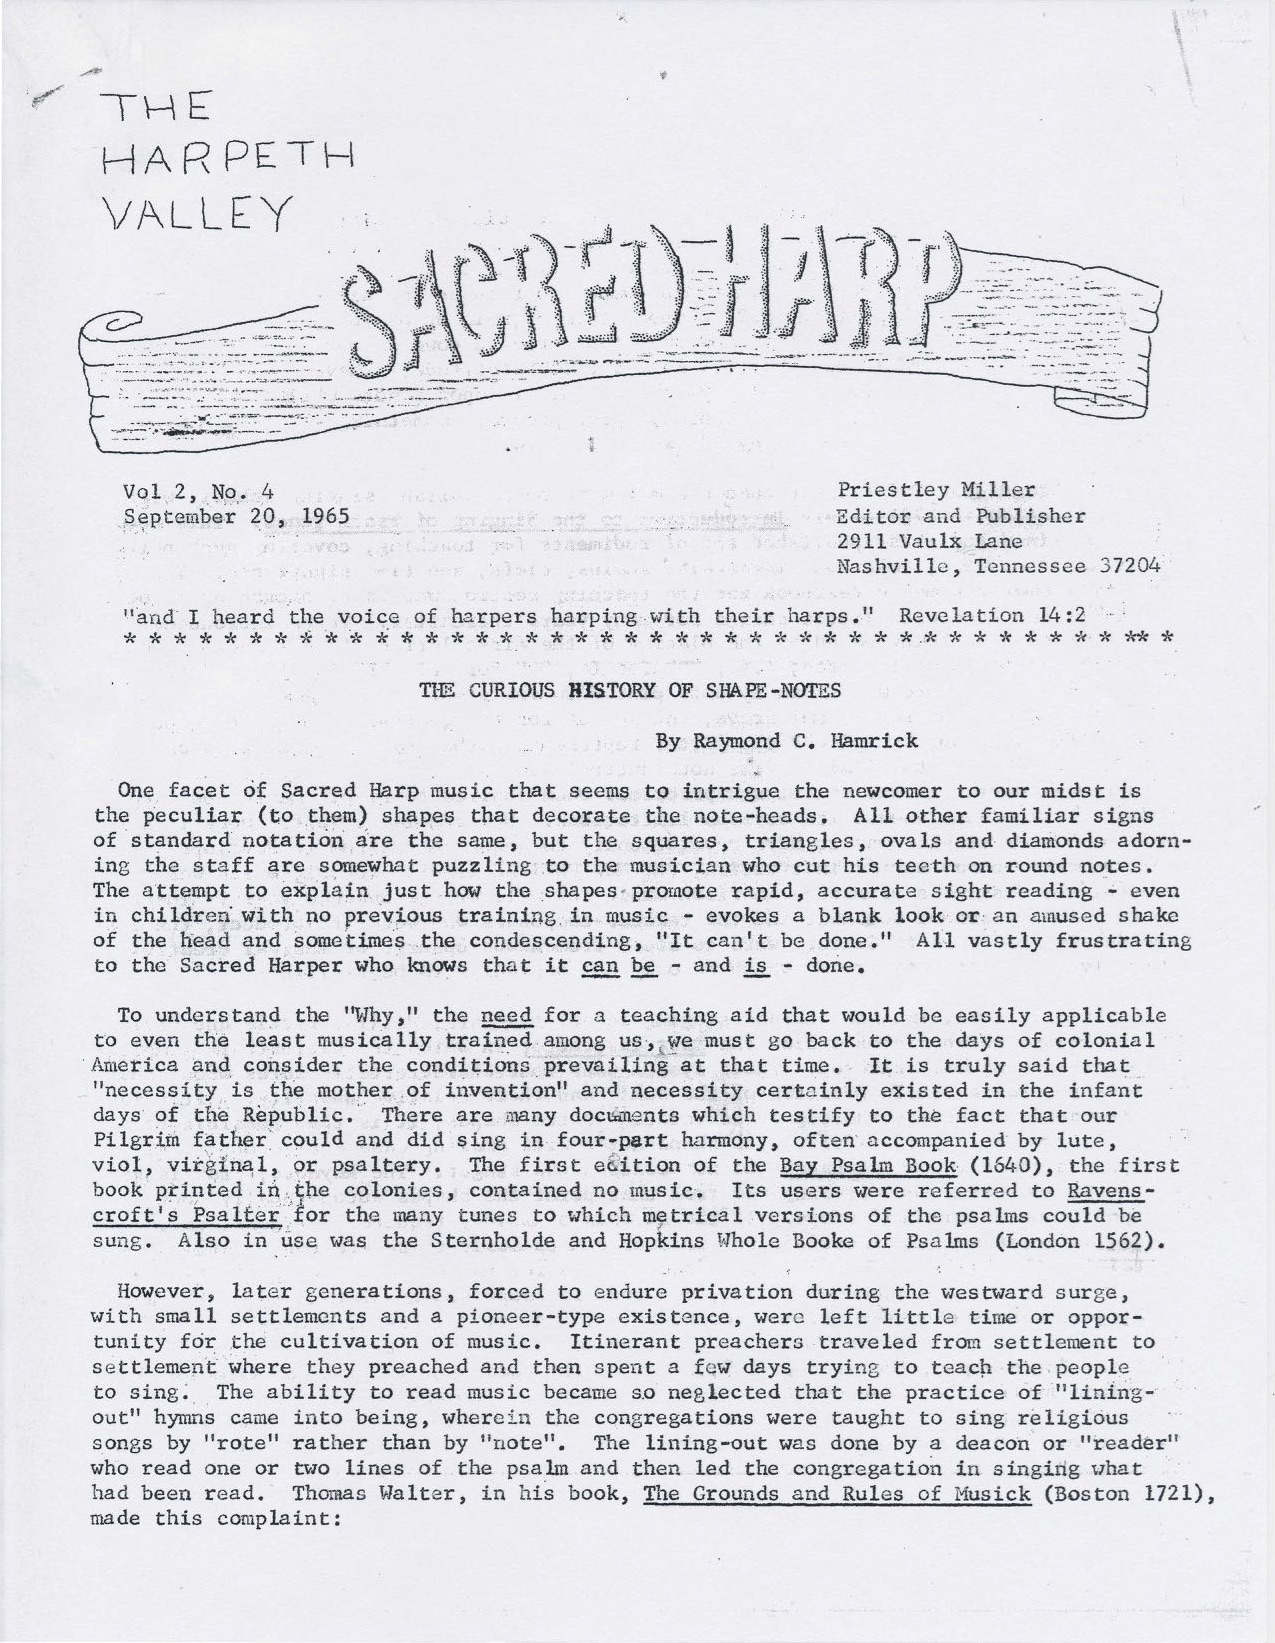 THE
HARPETH
VALLEY
SACRED HARP
Vol 2, No. 4
September 20, 1965
Priestley Miller
Editor and Publisher
2911 Vaulx Lane
Nashville, Tennessee 37204
"and I heard the voice of harpers harping with their harps." Revelation 14:2
* * * * * * * * * * * * * * * * * * * * * * * * * * * * * * * * * * * * * * * * ** *
THE CURIOUS HISTORY OF SHAPE-NOTES
By Raymond C. Hamrick
One facet of Sacred Harp music that seems to intrigue the newcomer to our midst is
the peculiar (to them) shapes that decorate the note-heads. All other familiar signs
of standard notation are the same, but the squares, triangles, ovals and diamonds adorn-
ing the staff are somewhat puzzling to the musician who cut his teeth on round notes.
The attempt to explain just how the shapes promote rapid, accurate sight reading - even
in children with no previous training in music - evokes a blank look or an amused shake
of the head and sometimes the condescending, "It can't be done." All vastly frustrating
to the Sacred Harper who knows that it can be - and is - done.
To understand the "Why," the need for a teaching aid that would be easily applicable
to even the least musically trained among us, we must go back to the days of colonial
America and consider the conditions prevailing at that time. It is truly said that
"necessity is the mother of invention" and necessity certainly existed in the infant
days of the Republic. There are many documents which testify to the fact that our
Pilgrim father could and did sing in four-part harmony, often accompanied by lute,
viol, virginal, or psaltery. The first edition of the Bay Psalm Book (1640), the first
book printed in the colonies, contained no music. Its users were referred to Ravens-
croft's Psalter for the many tunes to which metrical versions of the psalms could be
sung. Also in use was the Sternholde and Hopkins Whole Booke of Psalms (London 1562).
However, later generations, forced to endure privation during the westward surge,
with small settlements and a pioneer-type existence, were left little time or oppor-
tunity for the cultivation of music. Itinerant preachers traveled from settlement to
settlement where they preached and then spent a few days trying to teach the people
to sing. The ability to read music became so neglected that the practice of "lining-
out" hymns came into being, wherein the congregations were taught to sing religious
songs by "rote" rather than by "note". The lining-out was done by a deacon or "reader"
who read one or two lines of the psalm and then led the congregation in singing what
had been read. Thomas Walter, in his book, The Grounds and Rules of Musick (Boston 1721),
made this complaint: